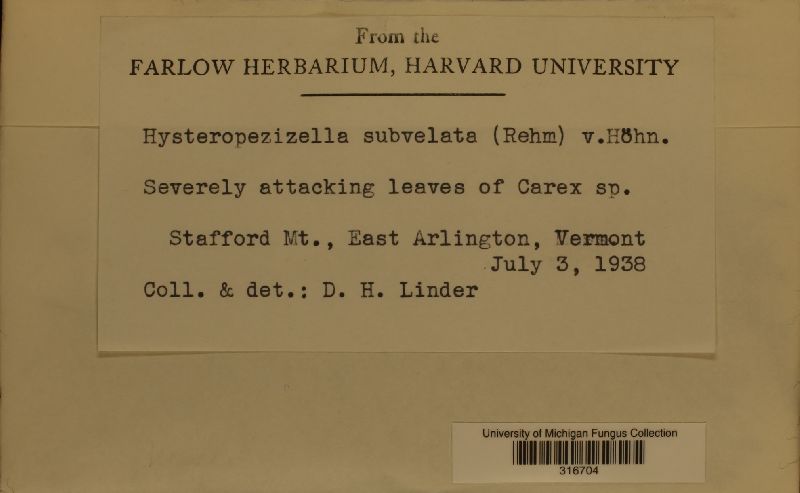 From the
FARLOW HERBARIUM, HARVARD UNIVERSITY
Hysteropezizella subvelata (Rehm) v.Höhn.
Severely attacking leaves of Carex sp.
Stafford Mt., East Arlington, Vermont
July 3, 1938
Coll. & det.: D. H. Linder
University of Michigan Fungus Collection
316704